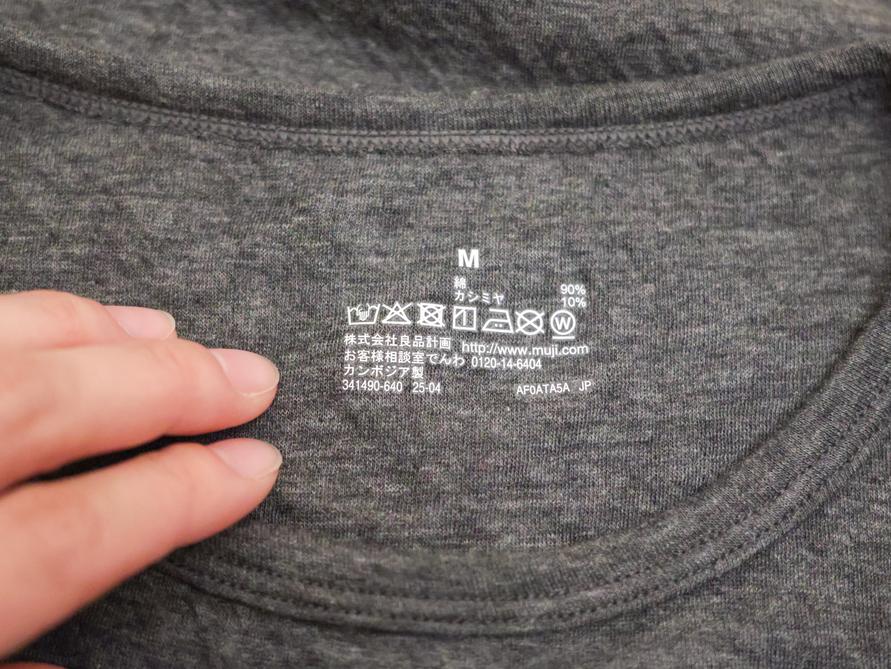 M
綿 90%
カシミヤ 10%
W
株式会社良品計画 http://www.muji.com
お客様相談室でんわ 0120-14-6404
カンボジア製
341490-640 25-04 AF0ATA5A JP